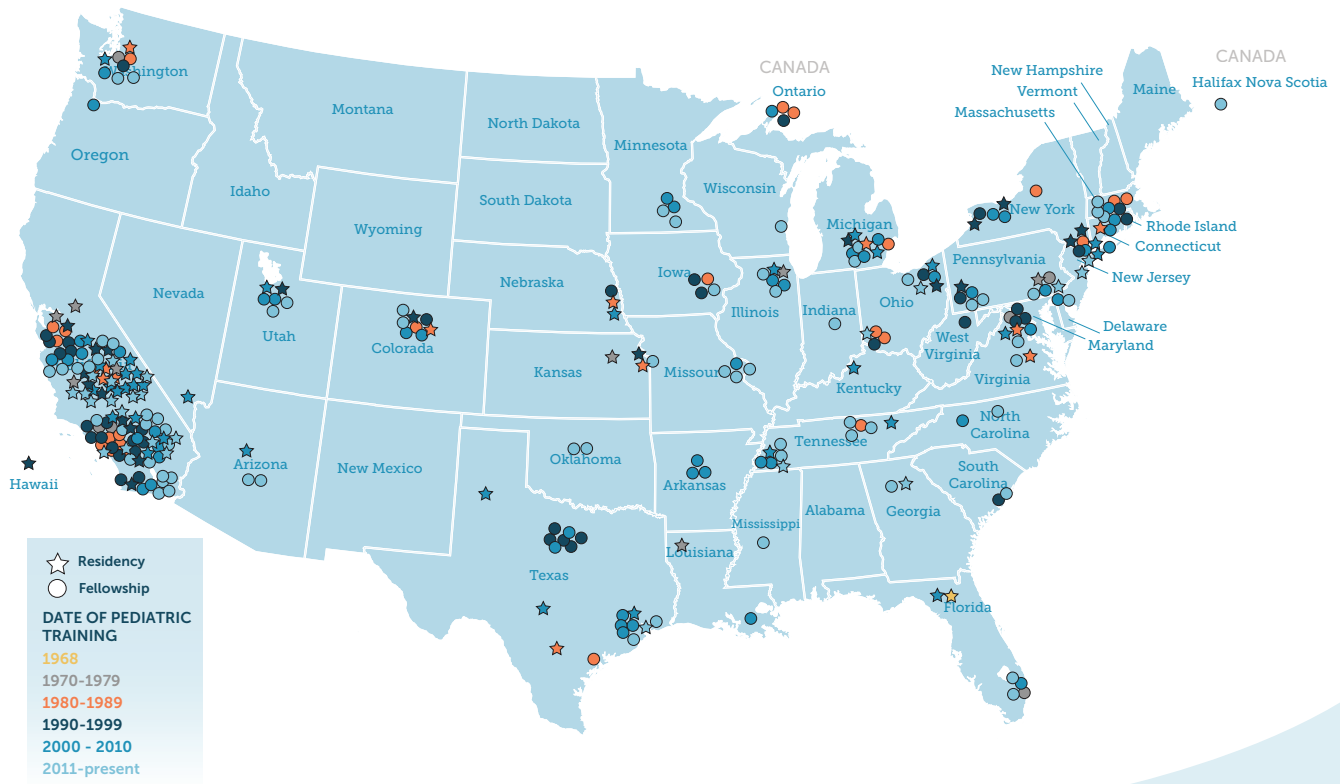 CANADA
CANADA
Ontario
Halifax Nova Scotia
New Hampshire
Vermont
Massachusetts
Maine
Washington
Montana
North Dakota
Minnesota
Oregon
Idaho
South Dakota
Wisconsin
Wyoming
Michigan
New York
Rhode Island
Connecticut
Pennsylvania
New Jersey
Nevada
Nebraska
Iowa
Illinois
Indiana
Ohio
Utah
Colorada
Delaware
Maryland
West
Virginia
Kansas
Missouri
Kentucky
Virginia
North
Carolina
Tennessee
Arizona
New Mexico
Oklahoma
Arkansas
South
Carolina
Hawaii
Mississippi
Alabama
Georgia
Louisiana
Texas
Florida
Residency
Fellowship
DATE OF PEDIATRIC
TRAINING
1968
1970-1979
1980-1989
1990-1999
2000 - 2010
2011-present